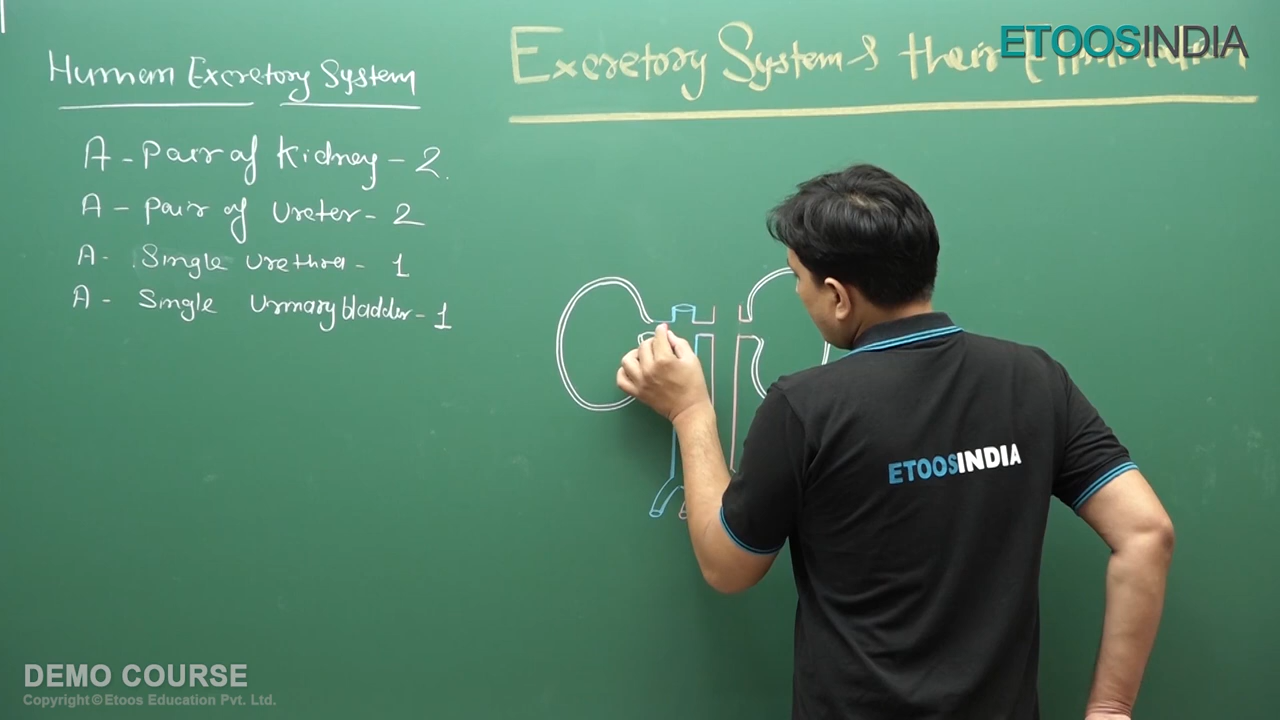 ETOOSINDIA
Excretory System & their
Human Excretory System
A - Pair of Kidney - 2.
A - Pair of Ureter - 2
A - Single Urethra - 1
A - Single Urinary bladder - 1
ETOOSINDIA
DEMO COURSE
Copyright © Etoos Education Pvt. Ltd.